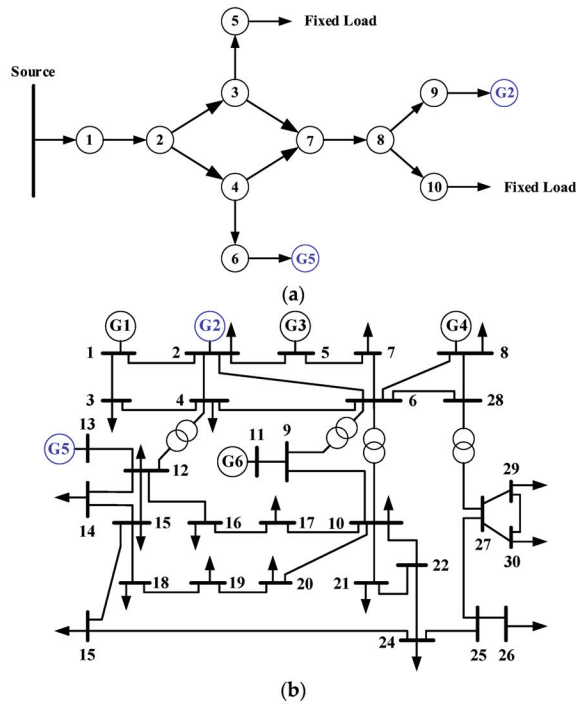 5 Fixed Load
Source
3 9 G2
1 2 7 8
4 10 Fixed Load
6 G5
(a)
G1 G2 G3 G4
1 2 5 7 8
3 4 6 28
13 9
G5 12 11 G6 29
14 15 16 17 10 27 30
18 19 20 21 22
15 24 25 26
(b)